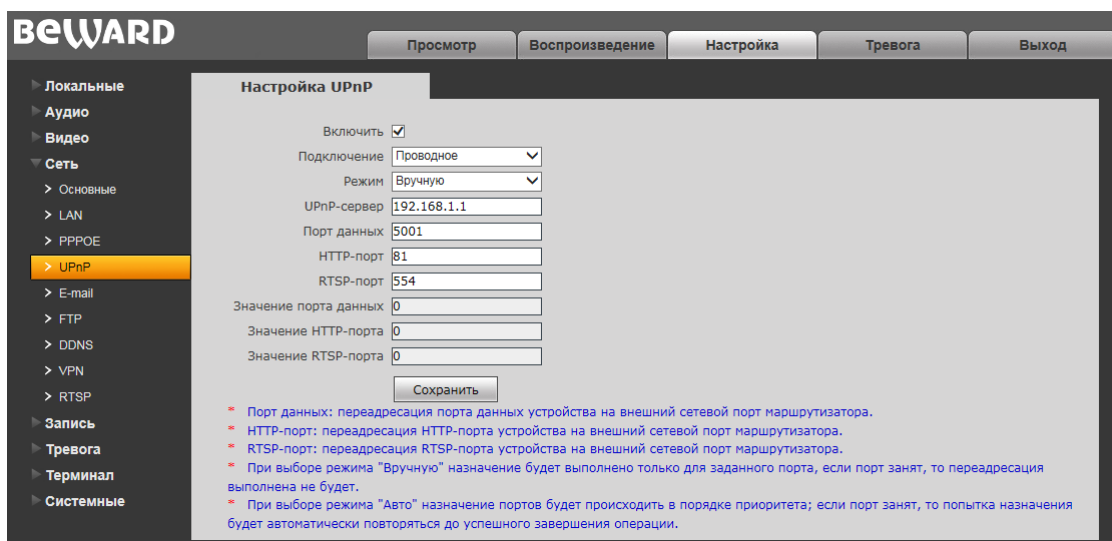 BEWARD
Просмотр
Воспроизведение
Настройка
Тревога
Выход
Локальные
Аудио
Видео
Сеть
Основные
LAN
PPPOE
UPnP
E-mail
FTP
DDNS
VPN
RTSP
Запись
Тревога
Терминал
Системные
Настройка UPnP
Включить
Подключение Проводное
Режим Вручную
UPnP-сервер 192.168.1.1
Порт данных 5001
HTTP-порт 81
RTSP-порт 554
Значение порта данных 0
Значение HTTP-порта 0
Значение RTSP-порта 0
Сохранить
* Порт данных: переадресация порта данных устройства на внешний сетевой порт маршрутизатора.
* HTTP-порт: переадресация HTTP-порта устройства на внешний сетевой порт маршрутизатора.
* RTSP-порт: переадресация RTSP-порта устройства на внешний сетевой порт маршрутизатора.
* При выборе режима "Вручную" назначение будет выполнено только для заданного порта, если порт занят, то переадресация
выполнена не будет.
* При выборе режима "Авто" назначение портов будет происходить в порядке приоритета; если порт занят, то попытка назначения
будет автоматически повторяться до успешного завершения операции.